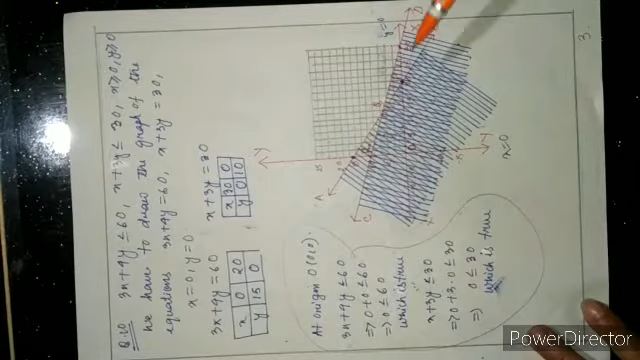 Q.10 3x+4y ≤ 60, x+3y ≤ 30, x≥0, y≥0
We have to draw the graph of the
equations 3x+4y=60, x+3y=30,
x=0, y=0
3x+4y=60
x 0 20
y 15 0
x+3y=30
x 30 0
y 0 10
At origin O(0,0).
3x+4y ≤ 60
=> 0+0 ≤ 60
=> 0 ≤ 60
which is true
x+3y ≤ 30
=> 0+3.0 ≤ 30
=> 0 ≤ 30
which is true
y=0
x=0
Y
A
C
3.
PowerDirector